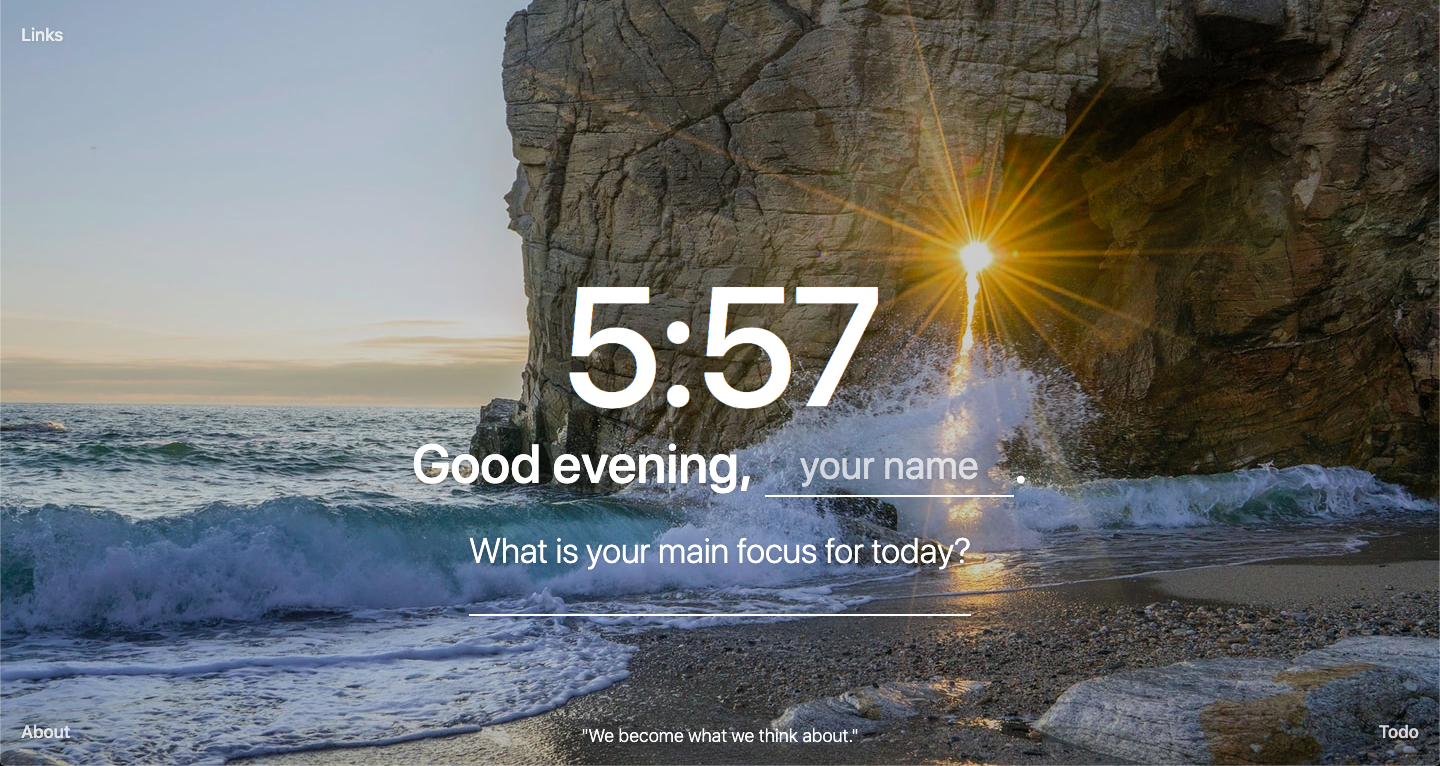 Links
5:57
Good evening, your name.
What is your main focus for today?
About
"We become what we think about."
Todo